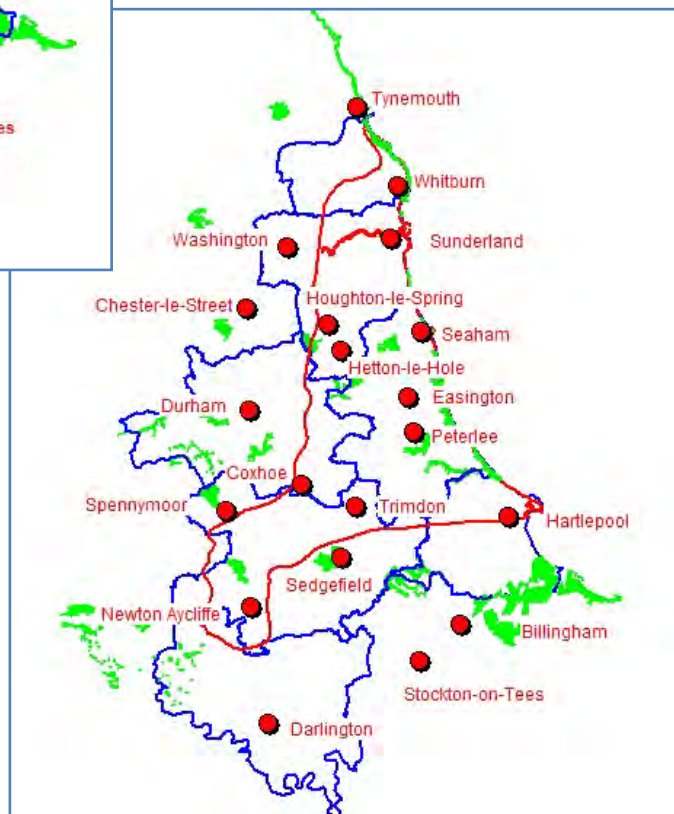 es
Tynemouth
Whitburn
Washington
Sunderland
Chester-le-Street
Houghton-le-Spring
Seaham
Hetton-le-Hole
Easington
Durham
Peterlee
Coxhoe
Spennymoor
Trimdon
Hartlepool
Sedgefield
Newton Aycliffe
Billingham
Stockton-on-Tees
Darlington